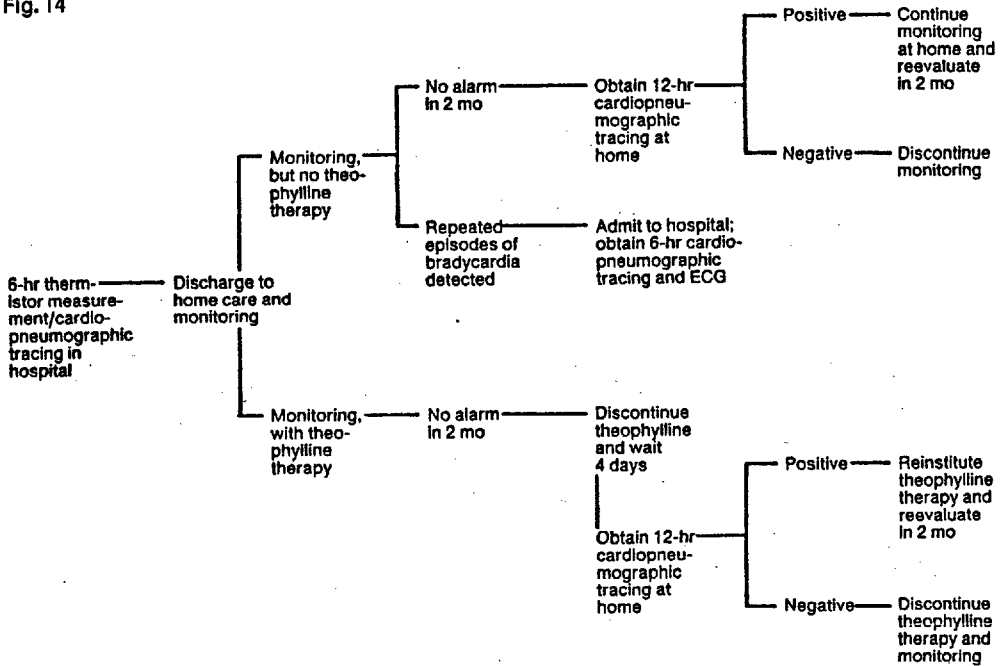 Fig. 14
Positive
Continue
monitoring
at home and
reevaluate
in 2 mo
No alarm
in 2 mo
Obtain 12-hr
cardiopneu-
mographic
tracing at
home
Negative
Discontinue
monitoring
Monitoring,
but no theo-
phylline
therapy
Repeated
episodes of
bradycardia
detected
Admit to hospital;
obtain 6-hr cardio-
pneumographic
tracing and ECG
6-hr therm-
istor measure-
ment/cardio-
pneumographic
tracing in
hospital
Discharge to
home care and
monitoring
Monitoring,
with theo-
phylline
therapy
No alarm
in 2 mo
Discontinue
theophylline
and wait
4 days
Obtain 12-hr
cardiopneu-
mographic
tracing at
home
Positive
Reinstitute
theophylline
therapy and
reevaluate
in 2 mo
Negative
Discontinue
theophylline
therapy and
monitoring